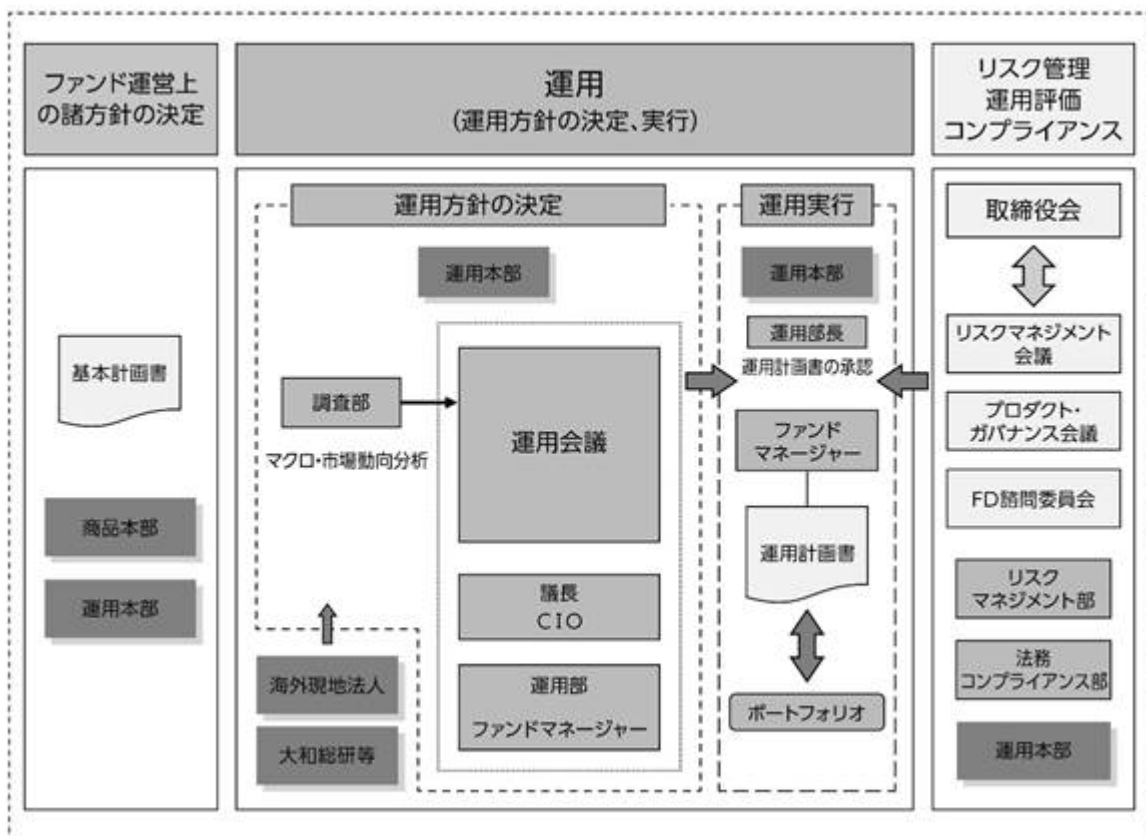 ファンド運営上
の諸方針の決定
運用
(運用方針の決定、実行)
リスク管理
運用評価
コンプライアンス
基本計画書
商品本部
運用本部
運用方針の決定
運用本部
調査部
マクロ・市場動向分析
運用会議
議長
CIO
運用部
ファンドマネージャー
海外現地法人
大和総研等
運用実行
運用本部
運用部長
運用計画書の承認
ファンド
マネージャー
運用計画書
ポートフォリオ
取締役会
リスクマネジメント
会議
プロダクト・
ガバナンス会議
FD諮問委員会
リスク
マネジメント部
法務
コンプライアンス部
運用本部